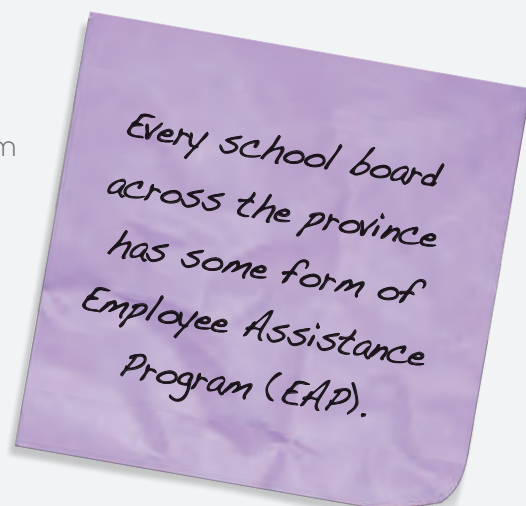 m
Every school board
across the province
has some form of
Employee Assistance
Program (EAP).